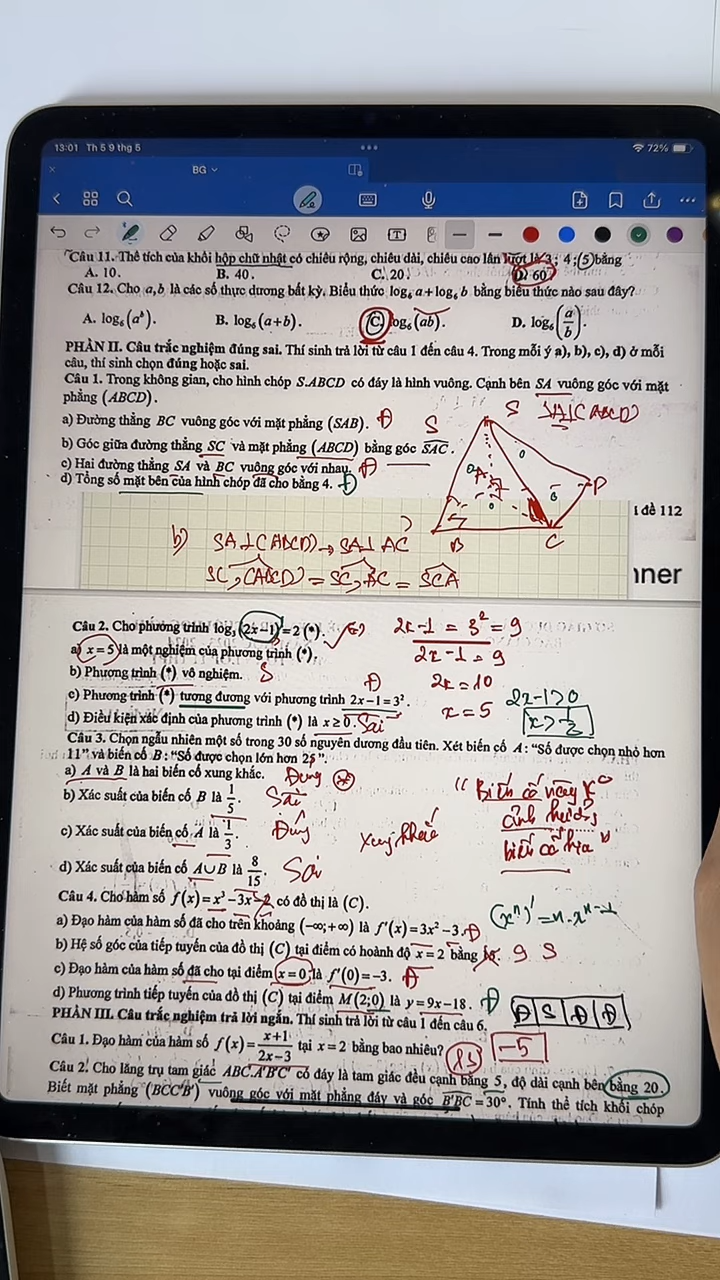 13:01 Th 5 9 thg 5
72%
BG
Câu 11. Thể tích của khối hộp chữ nhật có chiều rộng, chiều dài, chiều cao lần lượt là 3; 4; 5 bằng
A. 10. B. 40. C. 20. D. 60.
Câu 12. Cho a,b là các số thực dương bất kỳ. Biểu thức log₆ a + log₆ b bằng biểu thức nào sau đây?
A. log₆(aᵇ). B. log₆(a+b). C. log₆(ab). D. log₆(a/b).
PHẦN II. Câu trắc nghiệm đúng sai. Thí sinh trả lời từ câu 1 đến câu 4. Trong mỗi ý a), b), c), d) ở mỗi
câu, thí sinh chọn đúng hoặc sai.
Câu 1. Trong không gian, cho hình chóp S.ABCD có đáy là hình vuông. Cạnh bên SA vuông góc với mặt
phẳng (ABCD).
S SA⊥(ABCD)
a) Đường thẳng BC vuông góc với mặt phẳng (SAB). Đ
b) Góc giữa đường thẳng SC và mặt phẳng (ABCD) bằng góc SAC. S
c) Hai đường thẳng SA và BC vuông góc với nhau. Đ
d) Tổng số mặt bên của hình chóp đã cho bằng 4. Đ
A B C D
ã đề 112
b) SA⊥(ABCD) → SA⊥AC
SC,(ABCD) = SC,AC = SCA
nner
Câu 2. Cho phương trình log₃(2x−1) = 2 (*).
2x-1 = 3² = 9
a) x = 5 là một nghiệm của phương trình (*).
2x-1 = 9
b) Phương trình (*) vô nghiệm. S
2x = 10
c) Phương trình (*) tương đương với phương trình 2x−1 = 3². Đ
x = 5
2x-1>0
d) Điều kiện xác định của phương trình (*) là x ≥ 0. Sai
x > 1/2
Câu 3. Chọn ngẫu nhiên một số trong 30 số nguyên dương đầu tiên. Xét biến cố A: “Số được chọn nhỏ hơn
11” và biến cố B: “Số được chọn lớn hơn 25”.
a) A và B là hai biến cố xung khắc. Đúng
b) Xác suất của biến cố B là 1/5. Sai
"Biến cố này k
ảnh hưởng
biến cố kia"
c) Xác suất của biến cố A là 1/3. Đúng
Xung khắc
d) Xác suất của biến cố A∪B là 8/15. Sai
Câu 4. Cho hàm số f(x) = x³ − 3x − 2 có đồ thị là (C).
a) Đạo hàm của hàm số đã cho trên khoảng (−∞;+∞) là f'(x) = 3x² − 3. Đ
(xⁿ)' = n.xⁿ⁻¹
b) Hệ số góc của tiếp tuyến của đồ thị (C) tại điểm có hoành độ x = 2 bằng 9 S
c) Đạo hàm của hàm số đã cho tại điểm x = 0 là f'(0) = −3. Đ
d) Phương trình tiếp tuyến của đồ thị (C) tại điểm M(2;0) là y = 9x − 18. Đ
Đ S Đ Đ
PHẦN III. Câu trắc nghiệm trả lời ngắn. Thí sinh trả lời từ câu 1 đến câu 6.
Câu 1. Đạo hàm của hàm số f(x) = (x+1)/(2x−3) tại x = 2 bằng bao nhiêu? -5
Câu 2. Cho lăng trụ tam giác ABC.A'B'C' có đáy là tam giác đều cạnh bằng 5, độ dài cạnh bên bằng 20.
Biết mặt phẳng (BCC'B') vuông góc với mặt phẳng đáy và góc B'BC = 30°. Tính thể tích khối chóp